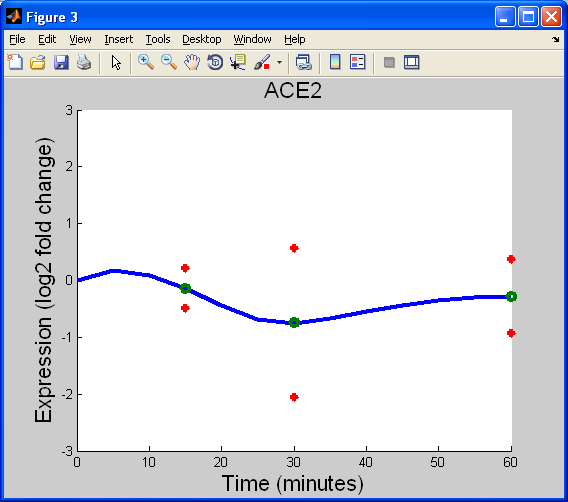 Figure 3
File Edit View Insert Tools Desktop Window Help
ACE2
Expression (log2 fold change)
3
2
1
0
-1
-2
-3
0 10 20 30 40 50 60
Time (minutes)